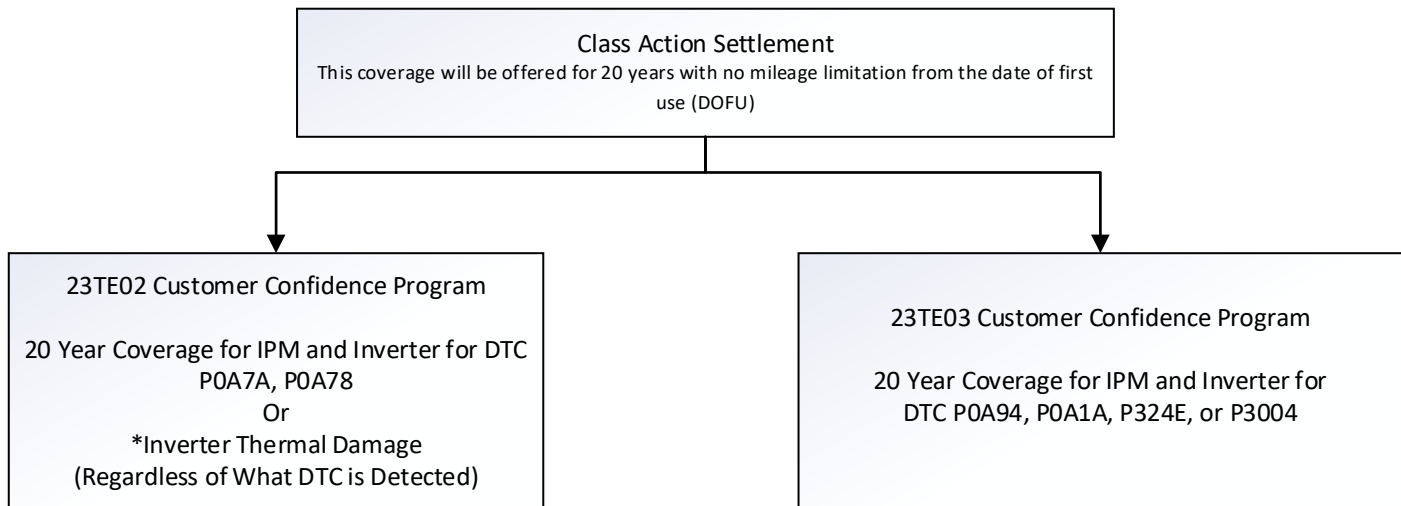 Class Action Settlement
This coverage will be offered for 20 years with no mileage limitation from the date of first
use (DOFU)
23TE02 Customer Confidence Program
20 Year Coverage for IPM and Inverter for DTC
P0A7A, P0A78
Or
*Inverter Thermal Damage
(Regardless of What DTC is Detected)
23TE03 Customer Confidence Program
20 Year Coverage for IPM and Inverter for
DTC P0A94, P0A1A, P324E, or P3004